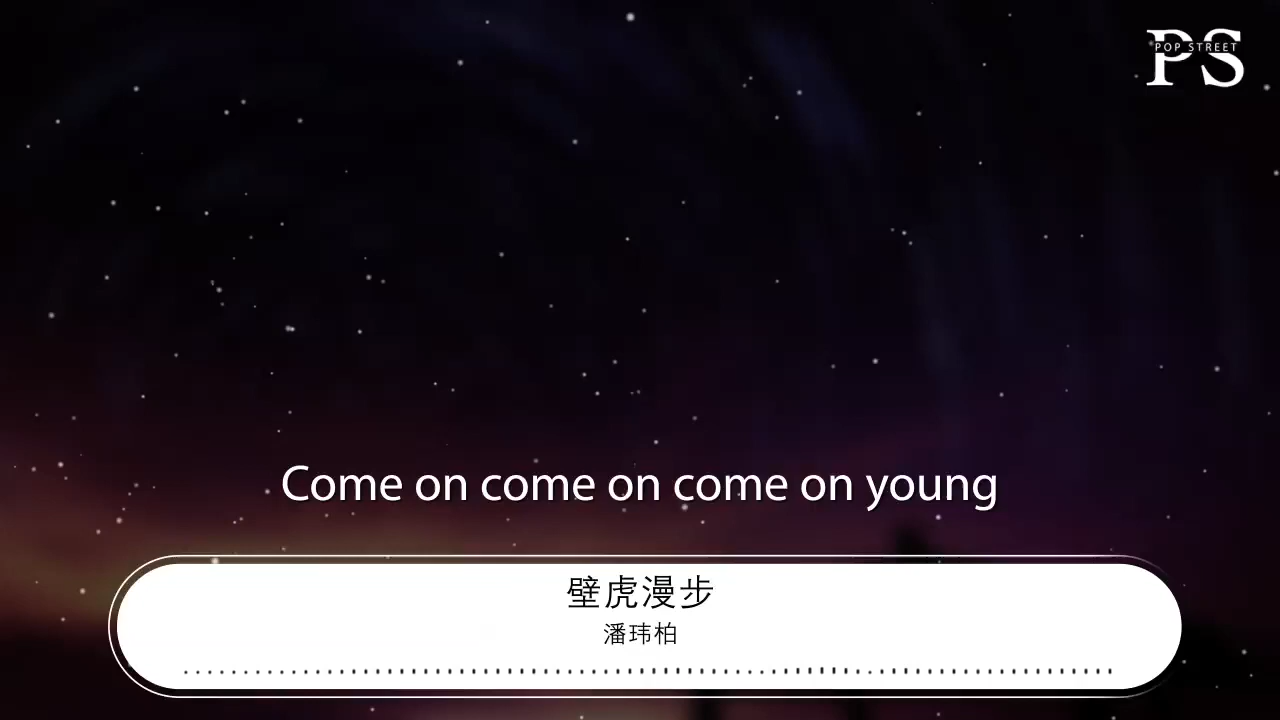 PS
POP STREET
Come on come on come on young
壁虎漫步
潘玮柏